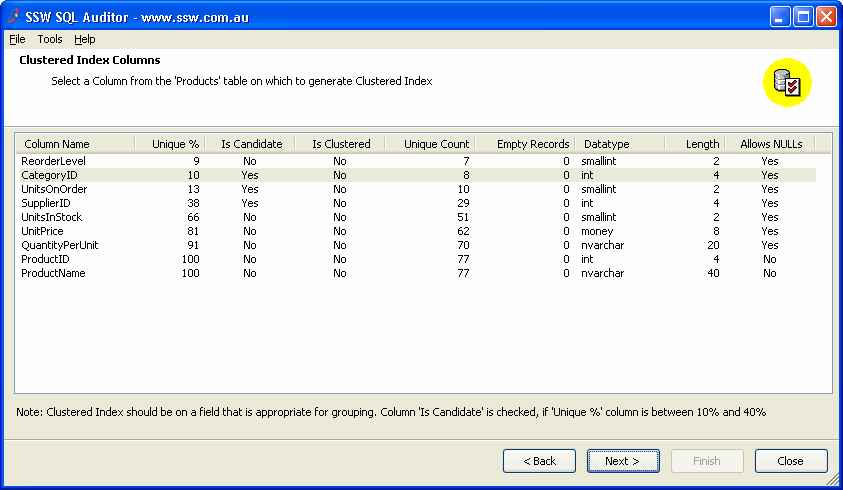 SSW SQL Auditor - www.ssw.com.au
File Tools Help
Clustered Index Columns
Select a Column from the 'Products' table on which to generate Clustered Index
Column Name Unique % Is Candidate Is Clustered Unique Count Empty Records Datatype Length Allows NULLs
ReorderLevel 9 No No 7 0 smallint 2 Yes
CategoryID 10 Yes No 8 0 int 4 Yes
UnitsOnOrder 13 Yes No 10 0 smallint 2 Yes
SupplierID 38 Yes No 29 0 int 4 Yes
UnitsInStock 66 No No 51 0 smallint 2 Yes
UnitPrice 81 No No 62 0 money 8 Yes
QuantityPerUnit 91 No No 70 0 nvarchar 20 Yes
ProductID 100 No No 77 0 int 4 No
ProductName 100 No No 77 0 nvarchar 40 No
Note: Clustered Index should be on a field that is appropriate for grouping. Column 'Is Candidate' is checked, if 'Unique %' column is between 10% and 40%
< Back Next > Finish Close